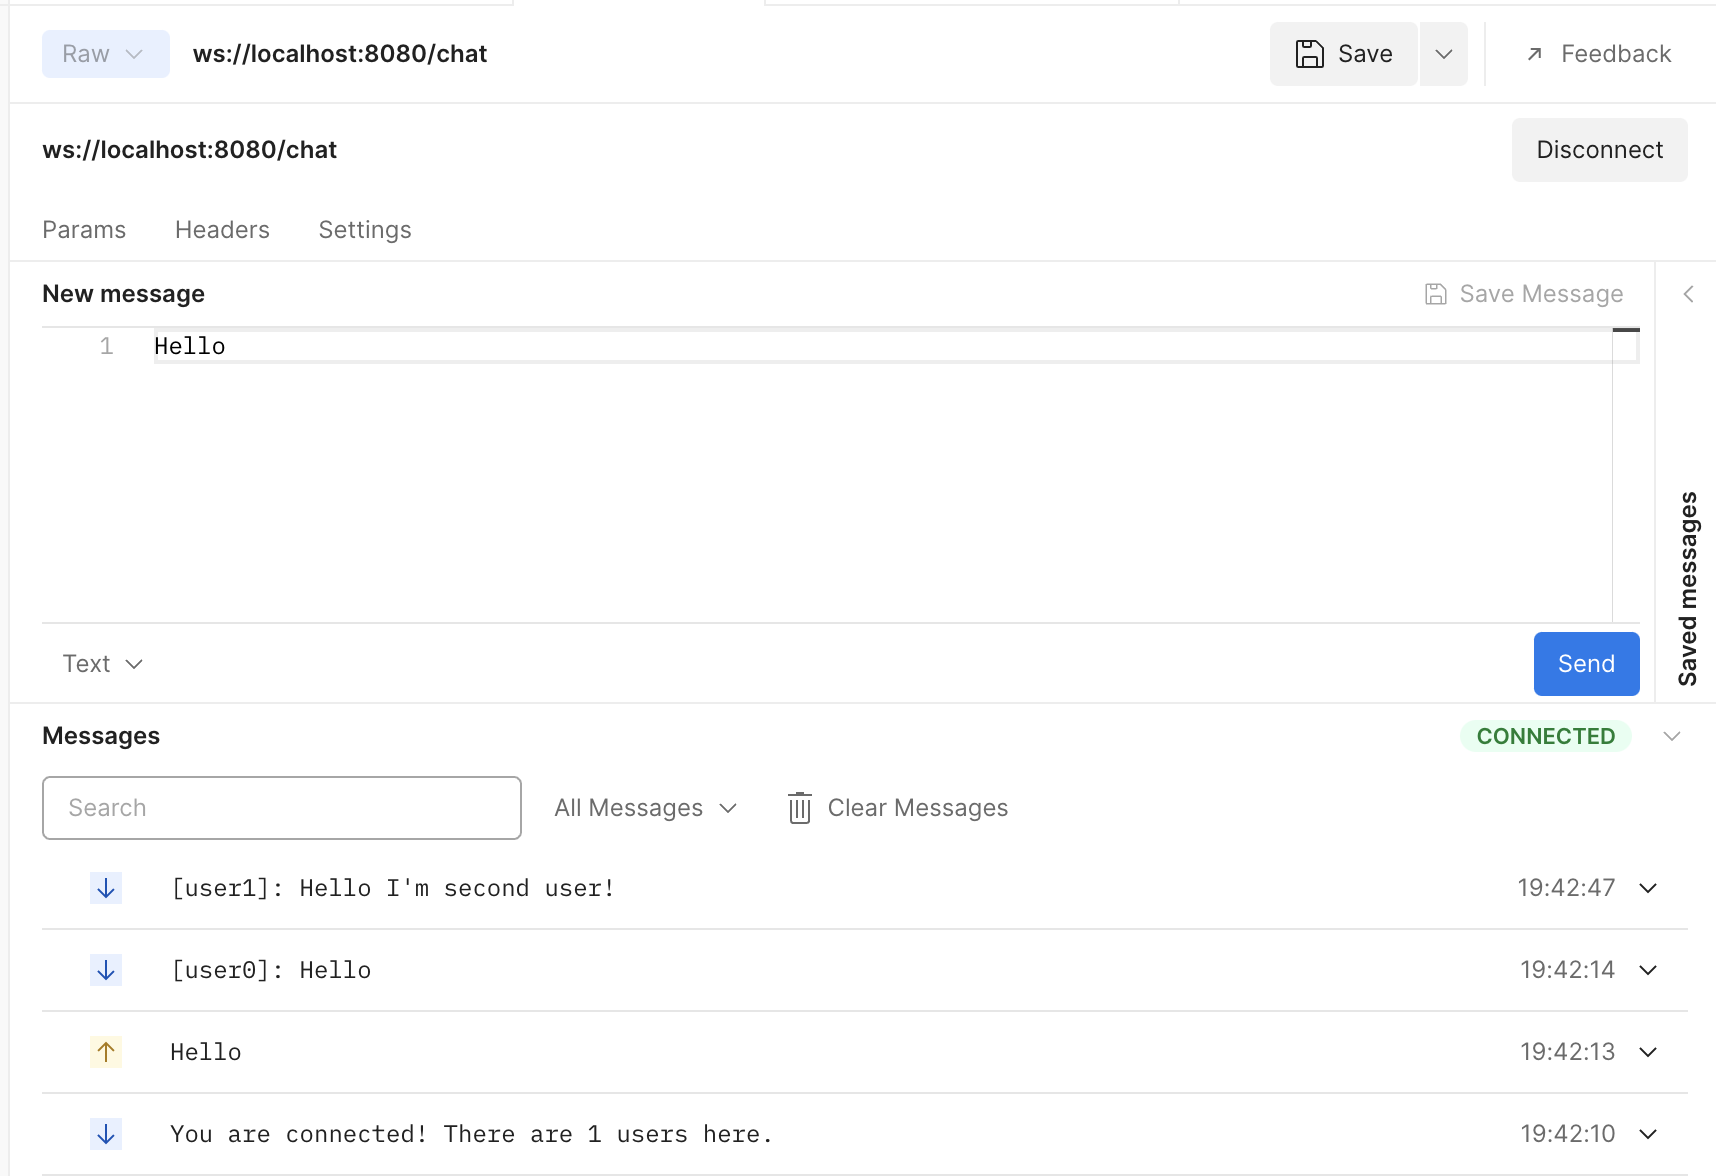 Raw ws://localhost:8080/chat Save Feedback
ws://localhost:8080/chat Disconnect
Params Headers Settings
New message Save Message
1 Hello
Saved messages
Text Send
Messages CONNECTED
Search All Messages Clear Messages
[user1]: Hello I'm second user! 19:42:47
[user0]: Hello 19:42:14
Hello 19:42:13
You are connected! There are 1 users here. 19:42:10